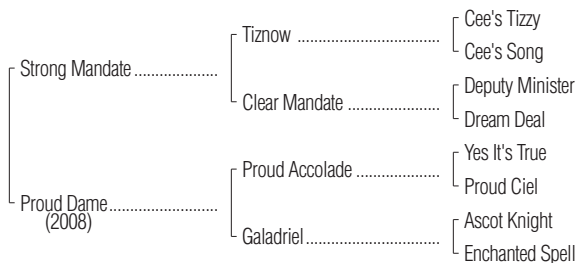 Cee's Tizzy
Tiznow ................................
Cee's Song
Strong Mandate ...................
Deputy Minister
Clear Mandate .....................
Dream Deal
Yes It's True
Proud Accolade ...................
Proud Ciel
Proud Dame.........................
(2008)
Ascot Knight
Galadriel..............................
Enchanted Spell